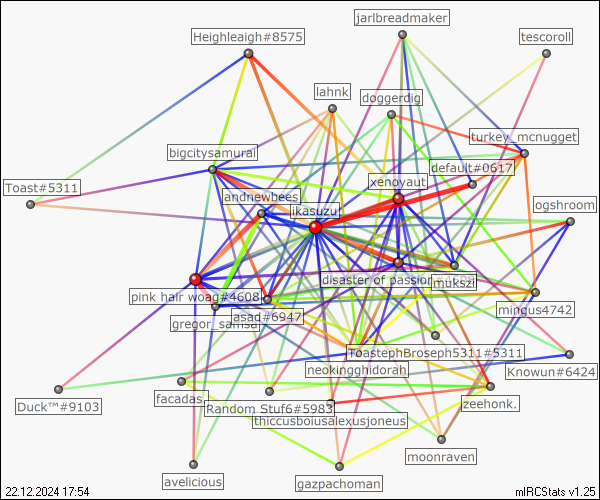 jarlbreadmaker
Heighleaigh#8575
tescoroll
lahnk
doggerdig
turkey_mcnugget
bigcitysamurai
default#0617
xenovaut
Toast#5311
andnewbees
ikasuzu
ogshroom
disaster of passion
mukszi
pink hair woag#4608
mingus4742
asad#6947
gregor_samsa
ToastephBroseph5311#5311
neokingghidorah
Knowun#6424
Duck™#9103
facadas.
Random Stuf6#5983
zeehonk.
thiccusboiusalexusjoneus
moonraven
avelicious
gazpachoman
22.12.2024 17:54
mIRCStats v1.25